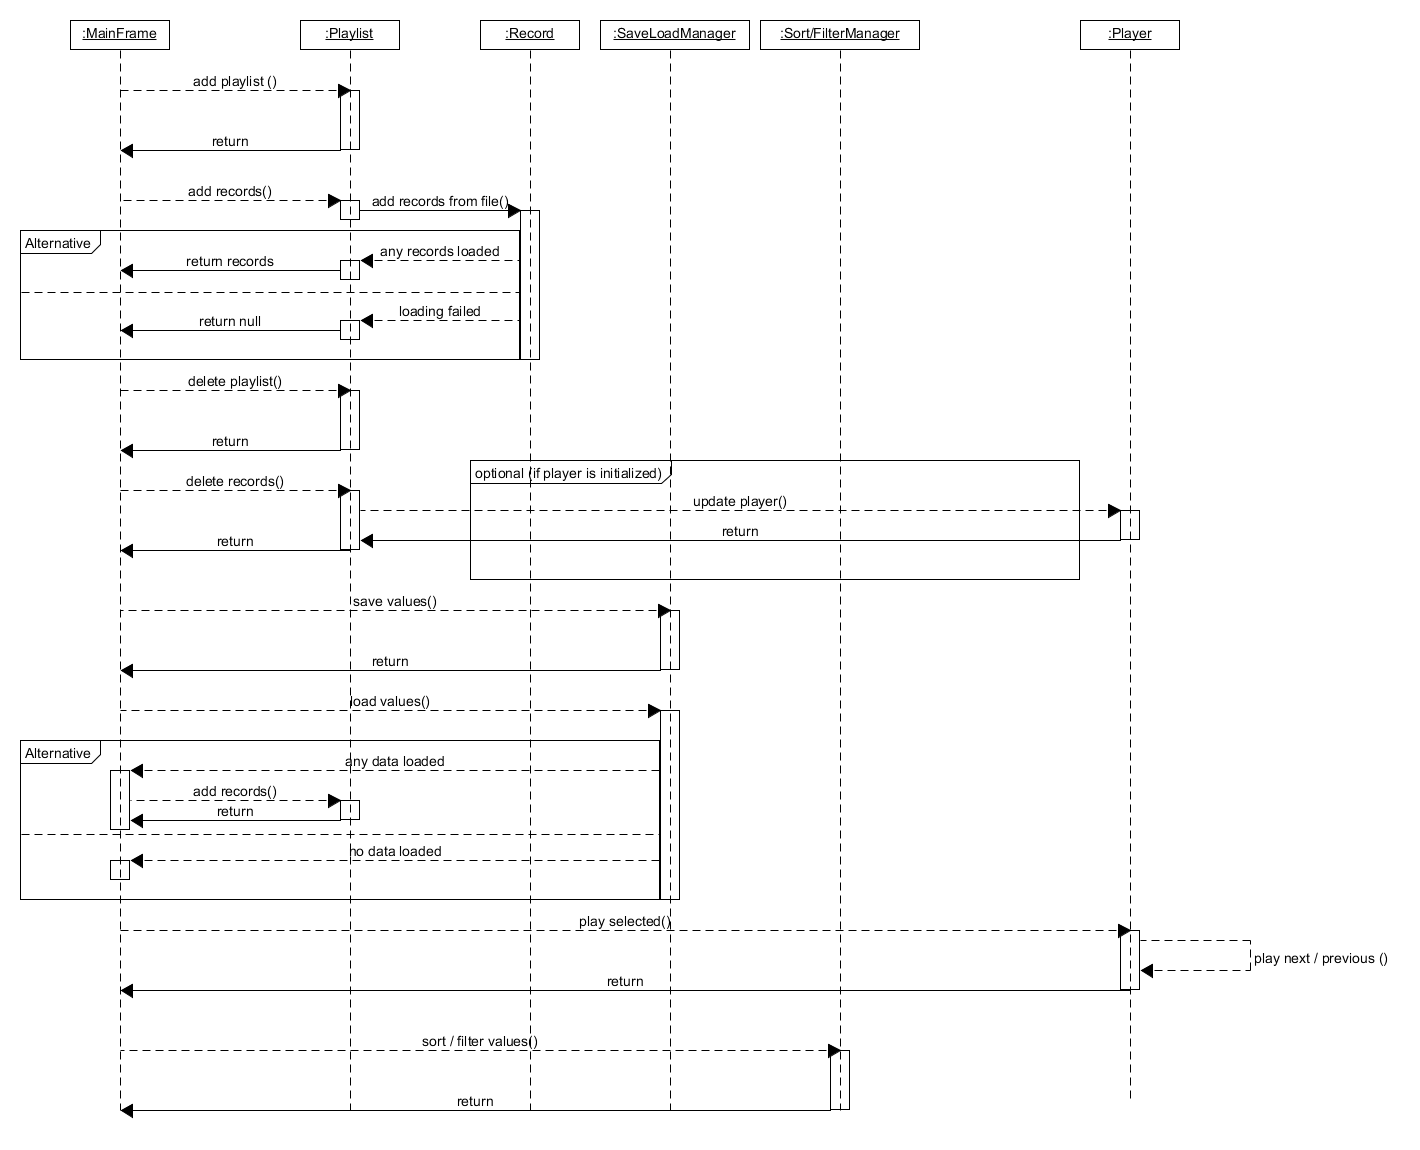 :MainFrame
:Playlist
:Record
:SaveLoadManager
:Sort/FilterManager
:Player
add playlist ()
return
add records()
add records from file()
Alternative
any records loaded
return records
loading failed
return null
delete playlist()
return
optional (if player is initialized)
delete records()
update player()
return
return
save values()
return
load values()
Alternative
any data loaded
add records()
return
no data loaded
play selected()
play next / previous ()
return
sort / filter values()
return